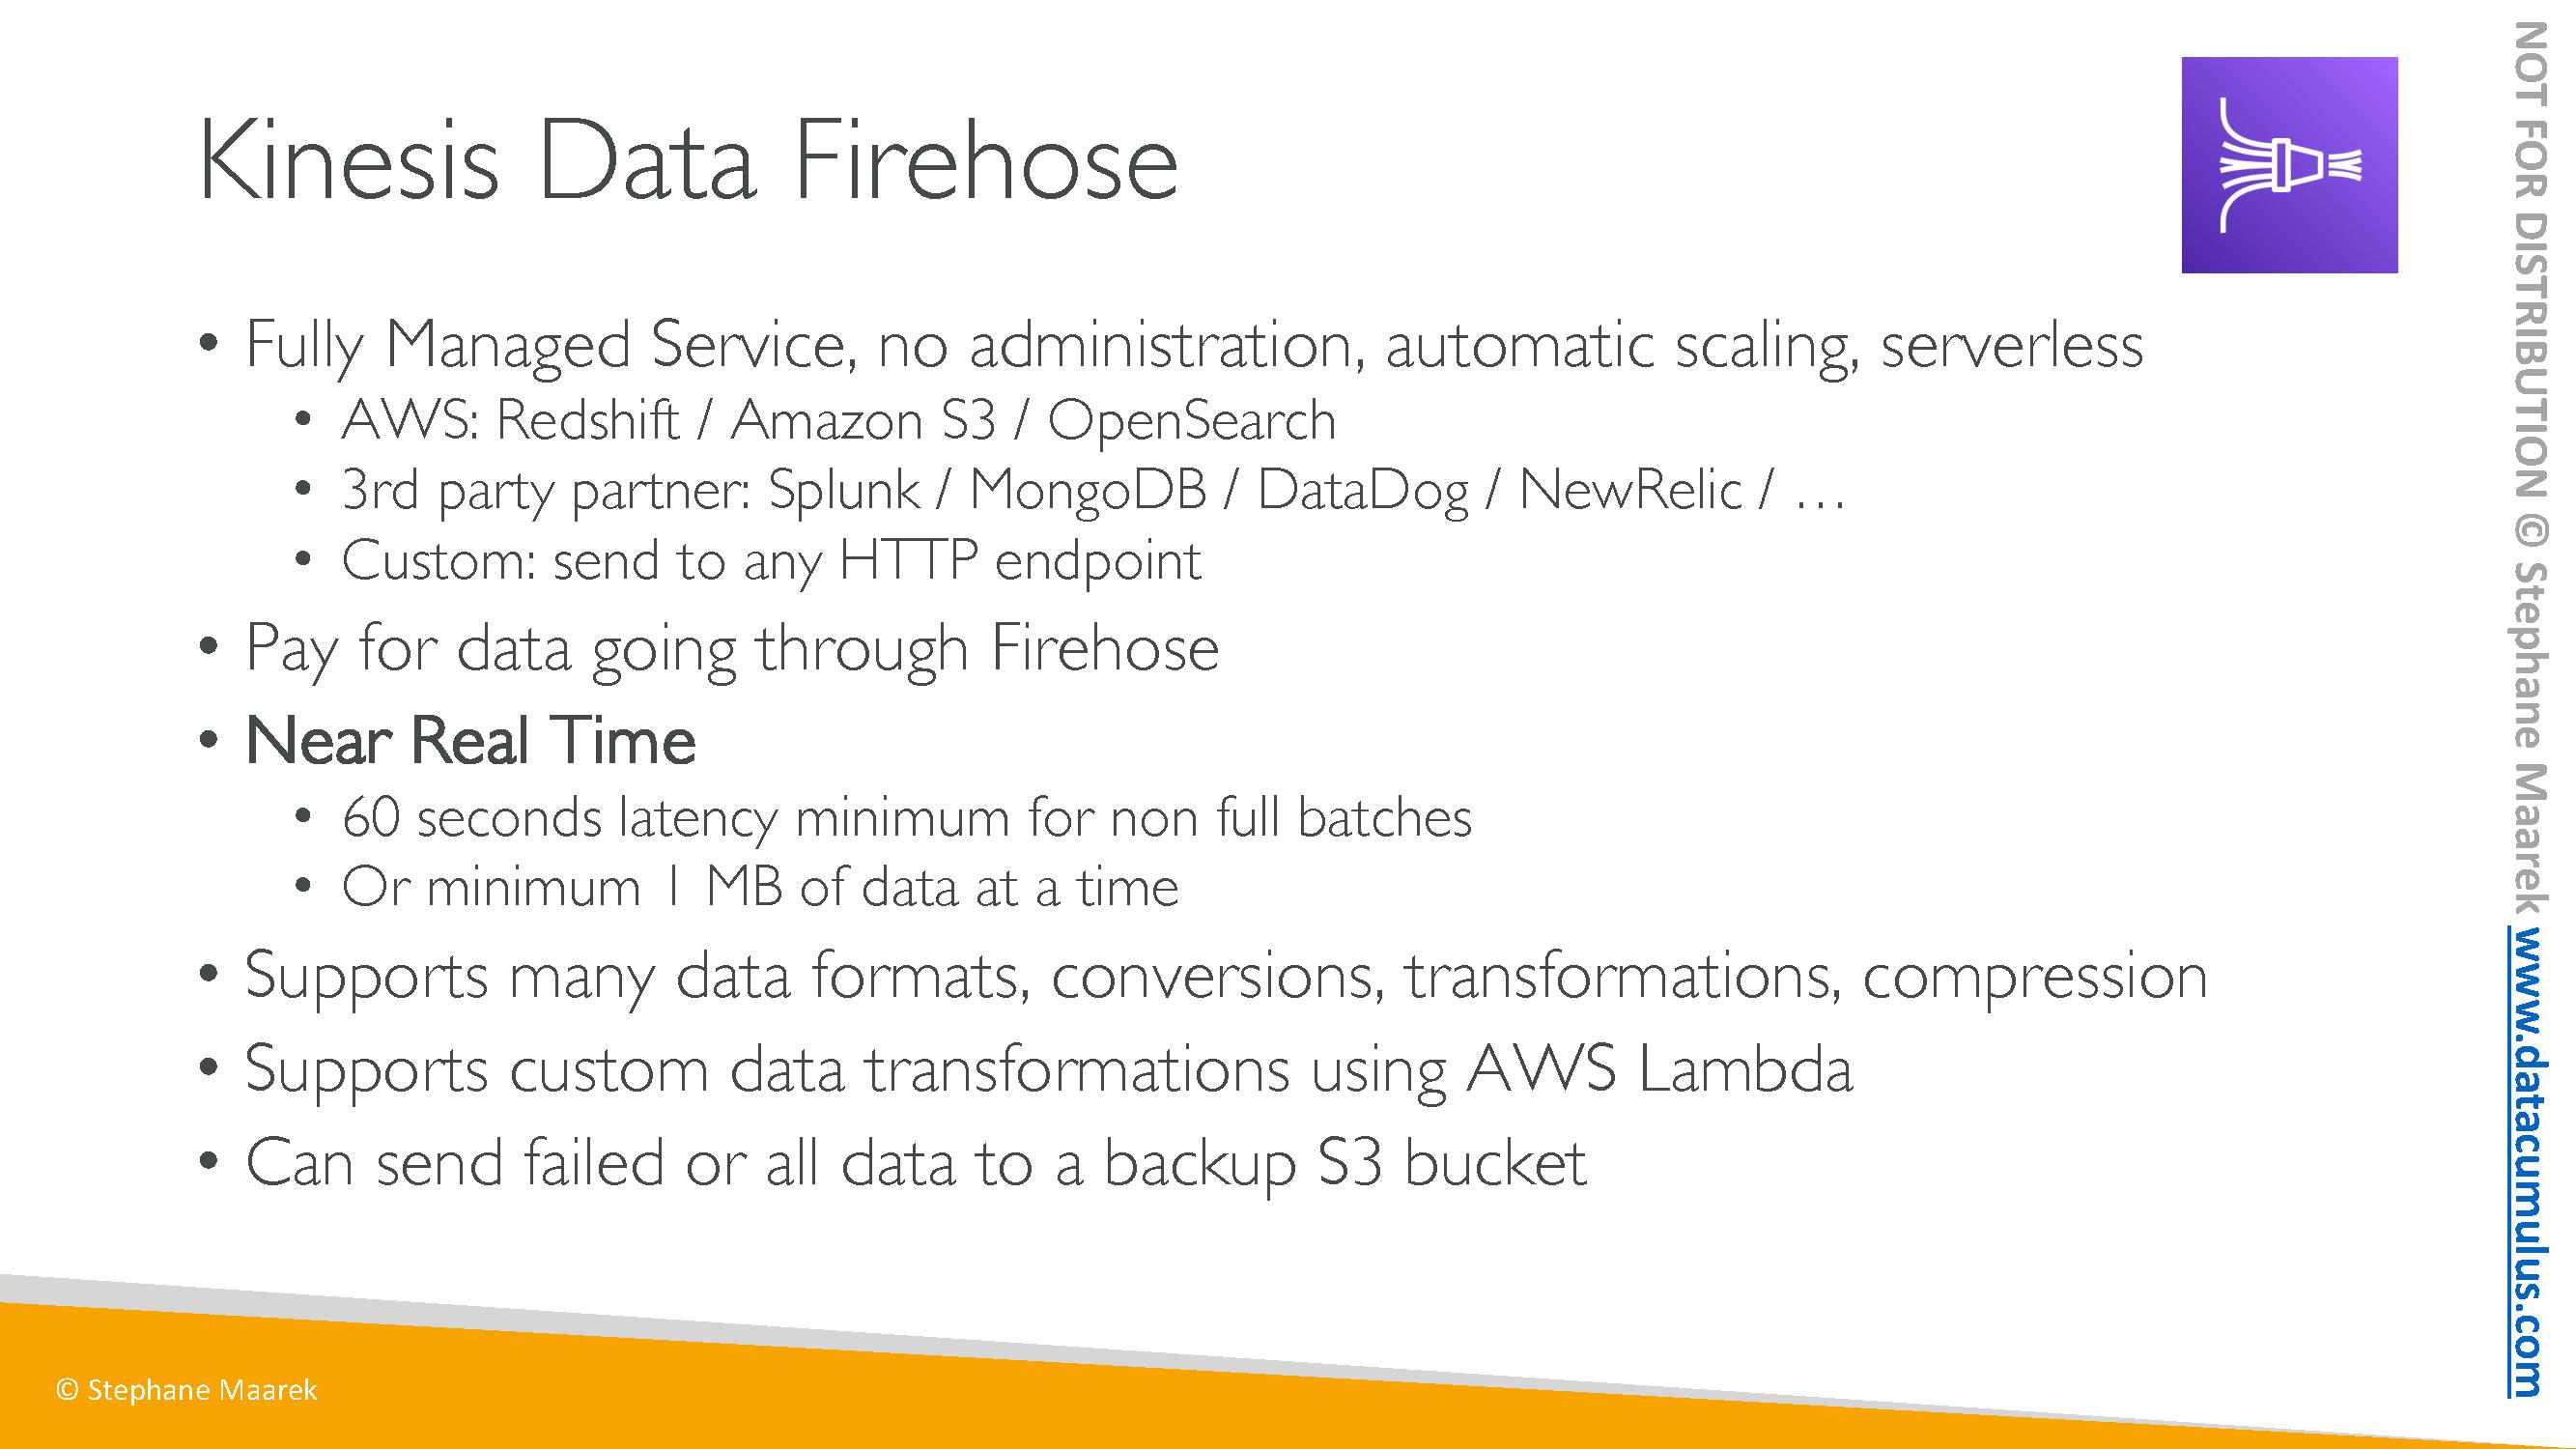 Kinesis Data Firehose
• Fully Managed Service, no administration, automatic scaling, serverless
• AWS: Redshift / Amazon S3 / OpenSearch
• 3rd party partner: Splunk / MongoDB / DataDog / NewRelic / …
• Custom: send to any HTTP endpoint
• Pay for data going through Firehose
• Near Real Time
• 60 seconds latency minimum for non full batches
• Or minimum 1 MB of data at a time
• Supports many data formats, conversions, transformations, compression
• Supports custom data transformations using AWS Lambda
• Can send failed or all data to a backup S3 bucket
© Stephane Maarek
NOT FOR DISTRIBUTION © Stephane Maarek www.datacumulus.com